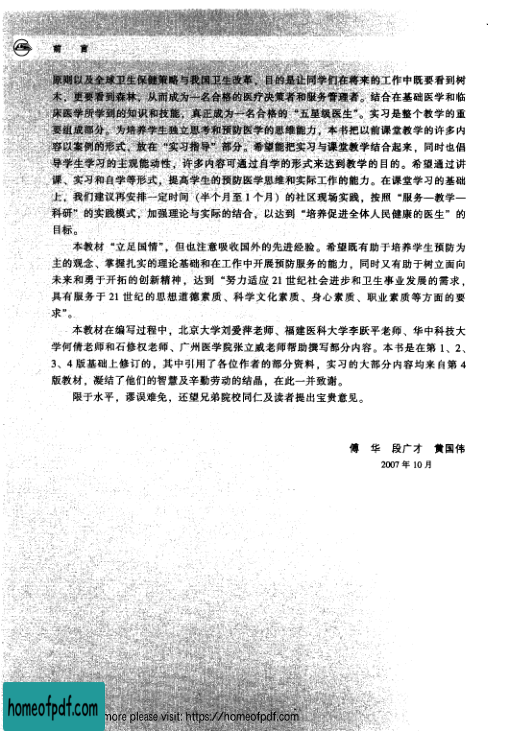 前 言
原则以及全球卫生保健策略与我国卫生改革，目的是让同学们在将来的工作中既要看到树
木，更要看到森林，从而成为一名合格的医疗决策者和服务管理者。结合在基础医学和临
床医学所学到的知识和技能，真正成为一名合格的“五星级医生”。实习是整个教学的重
要组成部分，为培养学生独立思考和预防医学的思维能力，本书把以前课堂教学的许多内
容以案例的形式，放在“实习指导”部分。希望能把实习与课堂教学结合起来，同时也倡
导学生学习的主观能动性，许多内容可通过自学的形式来达到教学的目的。希望通过讲
课、实习和自学等形式，提高学生的预防医学思维和实际工作的能力。在课堂学习的基础
上，我们建议再安排一定时间（半个月至1个月）的社区现场实践，按照“服务—教学—
科研”的实践模式，加强理论与实际的结合，以达到“培养促进全体人民健康的医生”的
目标。
本教材“立足国情”，但也注意吸收国外的先进经验。希望既有助于培养学生预防为
主的观念、掌握扎实的理论基础和在工作中开展预防服务的能力，同时又有助于树立面向
未来和勇于开拓的创新精神，达到“努力适应21世纪社会进步和卫生事业发展的需求，
具有服务于21世纪的思想道德素质、科学文化素质、身心素质、职业素质等方面的要
求”。
本教材在编写过程中，北京大学刘爱萍老师、福建医科大学李跃平老师、华中科技大
学何倩老师和石修权老师、广州医学院张立威老师帮助撰写部分内容。本书是在第1、2、
3、4版基础上修订的，其中引用了各位作者的部分资料，实习的大部分内容均来自第4
版教材，凝结了他们的智慧及辛勤劳动的结晶，在此一并致谢。
限于水平，谬误难免，还望兄弟院校同仁及读者提出宝贵意见。
傅 华 段广才 黄国伟
2007年10月
homeofpdf.com
more please visit: https://homeofpdf.com